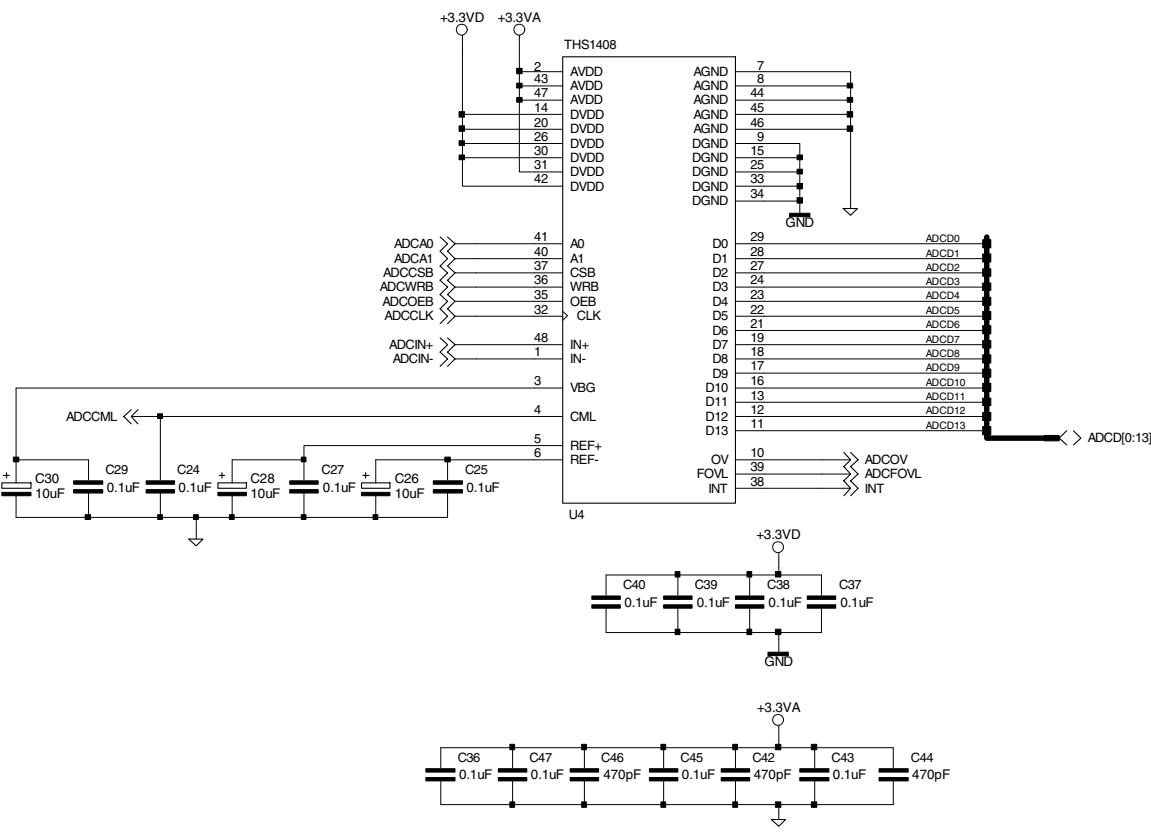 +3.3VD +3.3VA
THS1408
2 AVDD AGND 7
43 AVDD AGND 8
47 AVDD AGND 44
14 DVDD AGND 45
20 DVDD AGND 46
26 DVDD DGND 9
30 DVDD DGND 15
31 DVDD DGND 25
42 DVDD DGND 33
DGND 34
GND
ADCA0 41 A0 D0 29 ADCD0
ADCA1 40 A1 D1 28 ADCD1
ADCCSB 37 CSB D2 27 ADCD2
ADCWRB 36 WRB D3 24 ADCD3
ADCOEB 35 OEB D4 23 ADCD4
ADCCLK 32 CLK D5 22 ADCD5
D6 21 ADCD6
ADCIN+ 48 IN+ D7 19 ADCD7
ADCIN- 1 IN- D8 18 ADCD8
D9 17 ADCD9
3 VBG D10 16 ADCD10
D11 13 ADCD11
ADCCML 4 CML D12 12 ADCD12
D13 11 ADCD13
ADCD[0:13]
5 REF+
6 REF- OV 10 ADCOV
FOVL 39 ADCFOVL
INT 38 INT
+ C30 10uF
C29 0.1uF
C24 0.1uF
+ C28 10uF
C27 0.1uF
+ C26 10uF
C25 0.1uF
U4
+3.3VD
C40 C39 C38 C37
0.1uF 0.1uF 0.1uF 0.1uF
GND
+3.3VA
C36 C47 C46 C45 C42 C43 C44
0.1uF 0.1uF 470pF 0.1uF 470pF 0.1uF 470pF